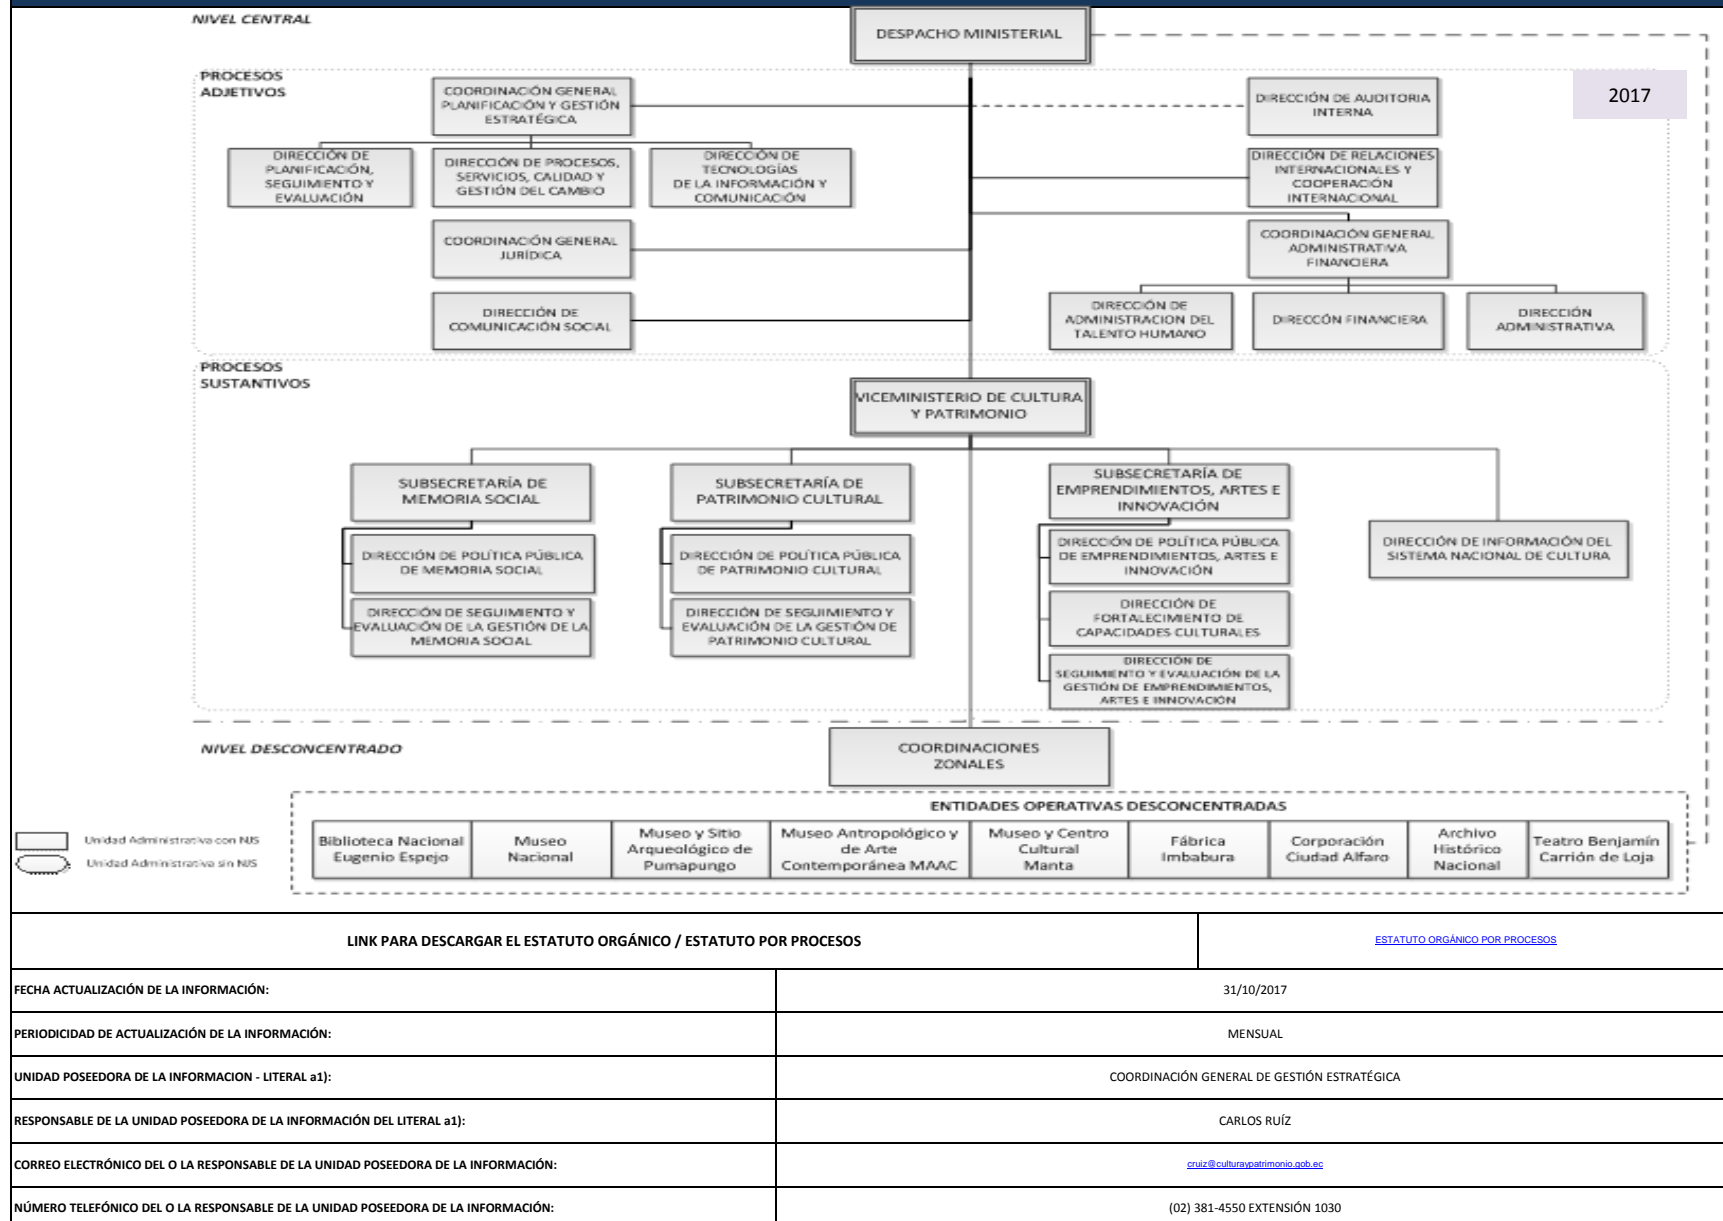 NIVEL CENTRAL
DESPACHO MINISTERIAL
2017
PROCESOS
ADJETIVOS
COORDINACIÓN GENERAL
PLANIFICACIÓN Y GESTIÓN
ESTRATÉGICA
DIRECCIÓN DE AUDITORIA
INTERNA
DIRECCIÓN DE
PLANIFICACIÓN,
SEGUIMIENTO Y
EVALUACIÓN
DIRECCIÓN DE PROCESOS,
SERVICIOS, CALIDAD Y
GESTIÓN DEL CAMBIO
DIRECCIÓN DE
TECNOLOGÍAS
DE LA INFORMACIÓN Y
COMUNICACIÓN
DIRECCIÓN DE RELACIONES
INTERNACIONALES Y
COOPERACIÓN
INTERNACIONAL
COORDINACIÓN GENERAL
JURÍDICA
COORDINACIÓN GENERAL
ADMINISTRATIVA
FINANCIERA
DIRECCIÓN DE
COMUNICACIÓN SOCIAL
DIRECCIÓN DE
ADMINISTRACION DEL
TALENTO HUMANO
DIRECCÓN FINANCIERA
DIRECCIÓN
ADMINISTRATIVA
PROCESOS
SUSTANTIVOS
VICEMINISTERIO DE CULTURA
Y PATRIMONIO
SUBSECRETARÍA DE
MEMORIA SOCIAL
SUBSECRETARÍA DE
PATRIMONIO CULTURAL
SUBSECRETARÍA DE
EMPRENDIMIENTOS, ARTES E
INNOVACIÓN
DIRECCIÓN DE INFORMACIÓN DEL
SISTEMA NACIONAL DE CULTURA
DIRECCIÓN DE POLÍTICA PÚBLICA
DE MEMORIA SOCIAL
DIRECCIÓN DE POLÍTICA PÚBLICA
DE PATRIMONIO CULTURAL
DIRECCIÓN DE POLÍTICA PÚBLICA
DE EMPRENDIMIENTOS, ARTES E
INNOVACIÓN
DIRECCIÓN DE SEGUIMIENTO Y
EVALUACIÓN DE LA GESTIÓN DE LA
MEMORIA SOCIAL
DIRECCIÓN DE SEGUIMIENTO Y
EVALUACIÓN DE LA GESTIÓN DE
PATRIMONIO CULTURAL
DIRECCIÓN DE
FORTALECIMIENTO DE
CAPACIDADES CULTURALES
DIRECCIÓN DE
SEGUIMIENTO Y EVALUACIÓN DE LA
GESTIÓN DE EMPRENDIMIENTOS,
ARTES E INNOVACIÓN
NIVEL DESCONCENTRADO
COORDINACIONES
ZONALES
ENTIDADES OPERATIVAS DESCONCENTRADAS
Unidad Administrativa con NJS
Unidad Administrativa sin NJS
Biblioteca Nacional
Eugenio Espejo
Museo
Nacional
Museo y Sitio
Arqueológico de
Pumapungo
Museo Antropológico y
de Arte
Contemporánea MAAC
Museo y Centro
Cultural
Manta
Fábrica
Imbabura
Corporación
Ciudad Alfaro
Archivo
Histórico
Nacional
Teatro Benjamín
Carrión de Loja
LINK PARA DESCARGAR EL ESTATUTO ORGÁNICO / ESTATUTO POR PROCESOS
ESTATUTO ORGÁNICO POR PROCESOS
FECHA ACTUALIZACIÓN DE LA INFORMACIÓN:
31/10/2017
PERIODICIDAD DE ACTUALIZACIÓN DE LA INFORMACIÓN:
MENSUAL
UNIDAD POSEEDORA DE LA INFORMACION - LITERAL a1):
COORDINACIÓN GENERAL DE GESTIÓN ESTRATÉGICA
RESPONSABLE DE LA UNIDAD POSEEDORA DE LA INFORMACIÓN DEL LITERAL a1):
CARLOS RUÍZ
CORREO ELECTRÓNICO DEL O LA RESPONSABLE DE LA UNIDAD POSEEDORA DE LA INFORMACIÓN:
cruiz@culturaypatrimonio.gob.ec
NÚMERO TELEFÓNICO DEL O LA RESPONSABLE DE LA UNIDAD POSEEDORA DE LA INFORMACIÓN:
(02) 381-4550 EXTENSIÓN 1030